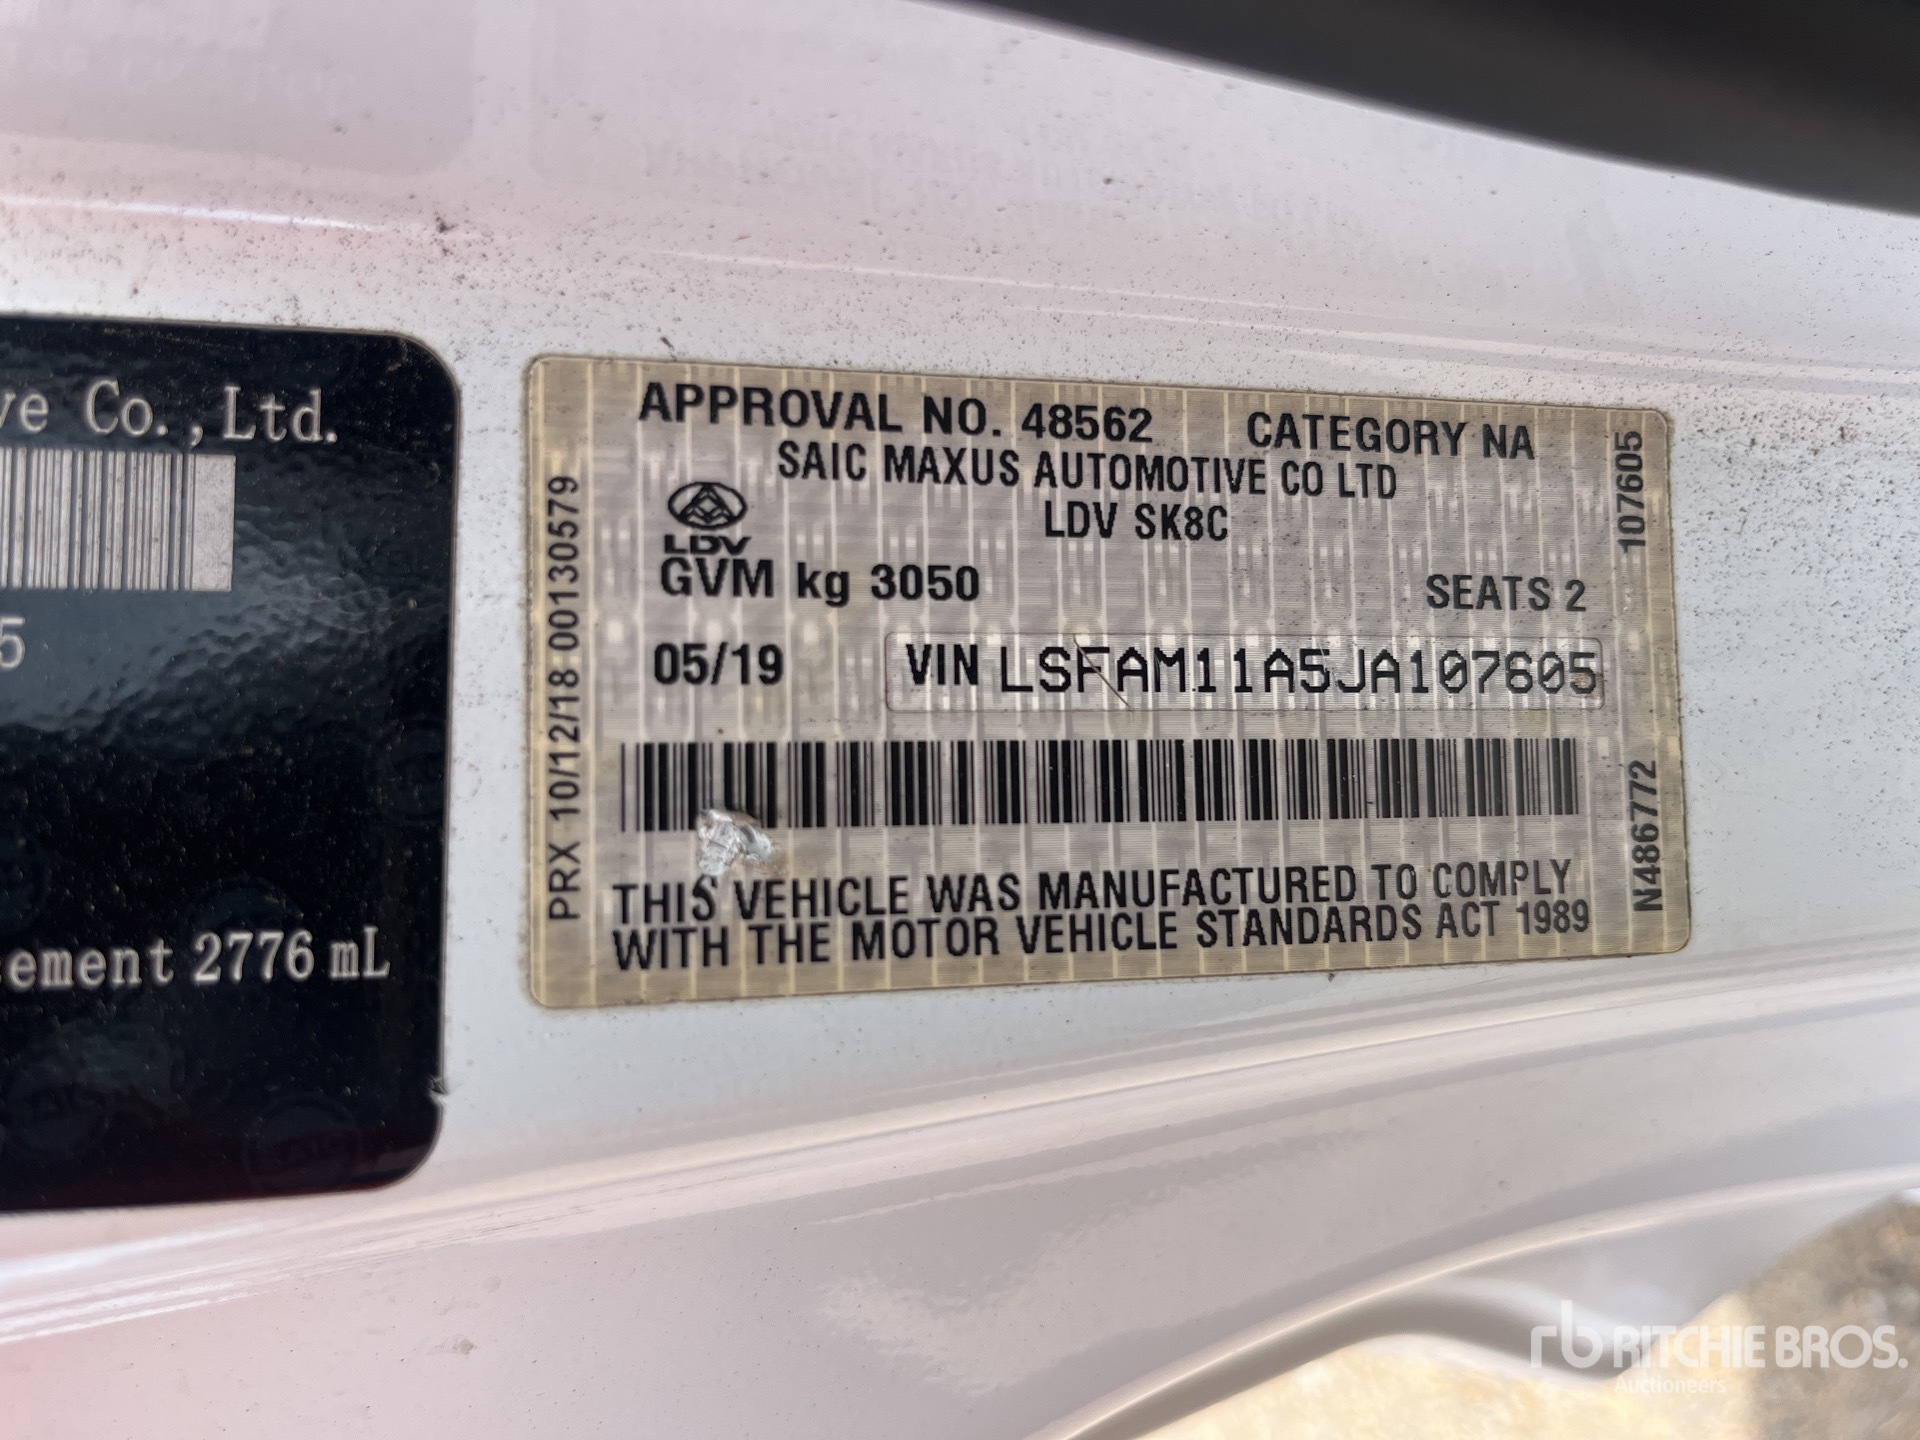 ve Co., Ltd.
5
ement 2776 mL
APPROVAL NO. 48562 CATEGORY NA
SAIC MAXUS AUTOMOTIVE CO LTD
LDV SK8C
LDV
GVM kg 3050 SEATS 2
05/19 VIN LSFAM11A5JA107605
THIS VEHICLE WAS MANUFACTURED TO COMPLY
WITH THE MOTOR VEHICLE STANDARDS ACT 1989
PRX 10/12/18 00130579
107605
N486772
rb RITCHIE BROS.
Auctioneers